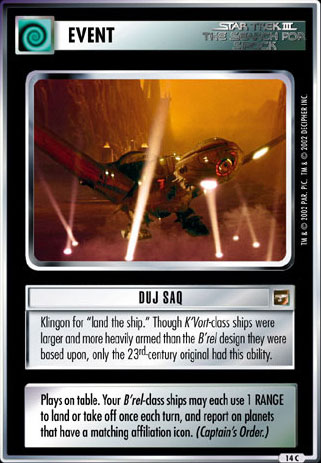 EVENT
STAR TREK III
THE SEARCH FOR
SPOCK
TM & © 2002 PAR. P.C. TM & © 2002 DECIPHER INC.
DUJ SAQ
Klingon for "land the ship." Though K'Vort-class ships were
larger and more heavily armed than the B'rel design they were
based upon, only the 23rd-century original had this ability.
Plays on table. Your B'rel-class ships may each use 1 RANGE
to land or take off once each turn, and report on planets
that have a matching affiliation icon. (Captain's Order.)
14 C